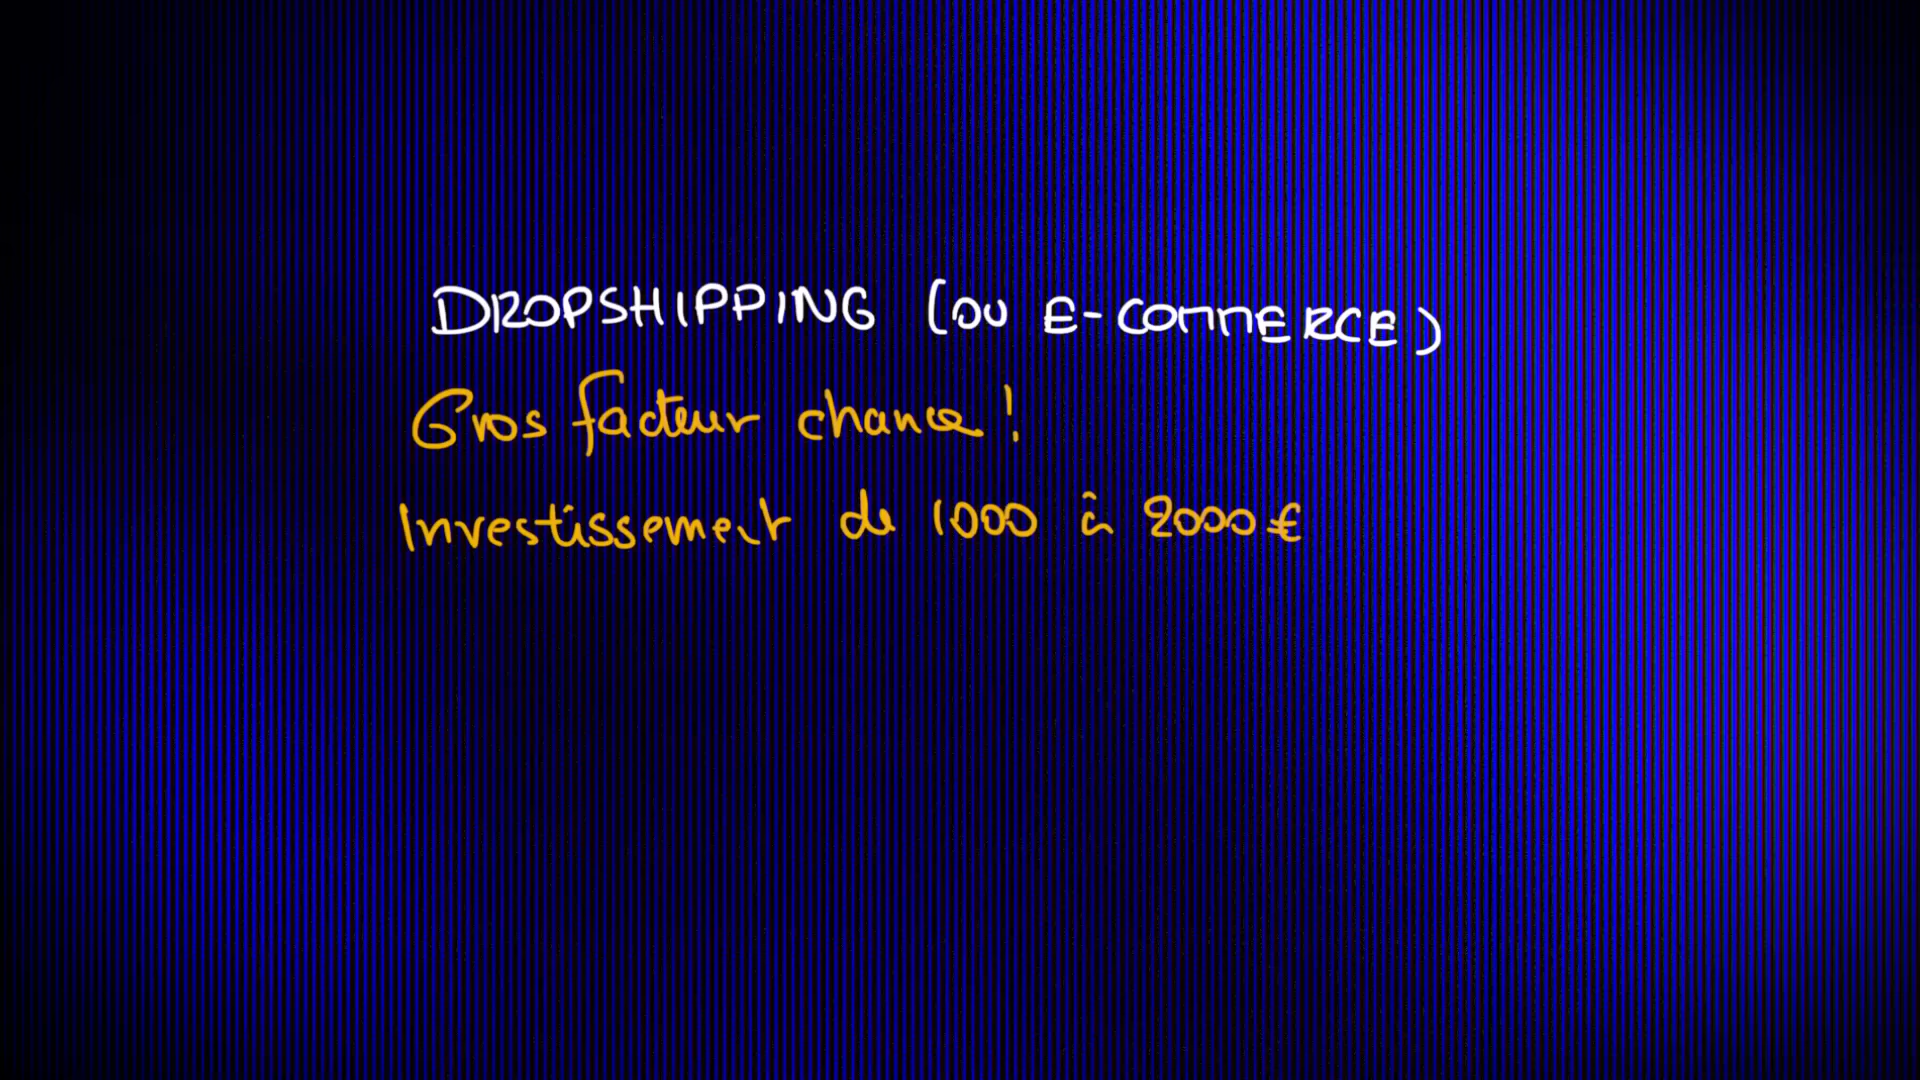 DROPSHIPPING (OU E-COMMERCE)
Gros facteur chance!
Investissement de 1000 à 2000€